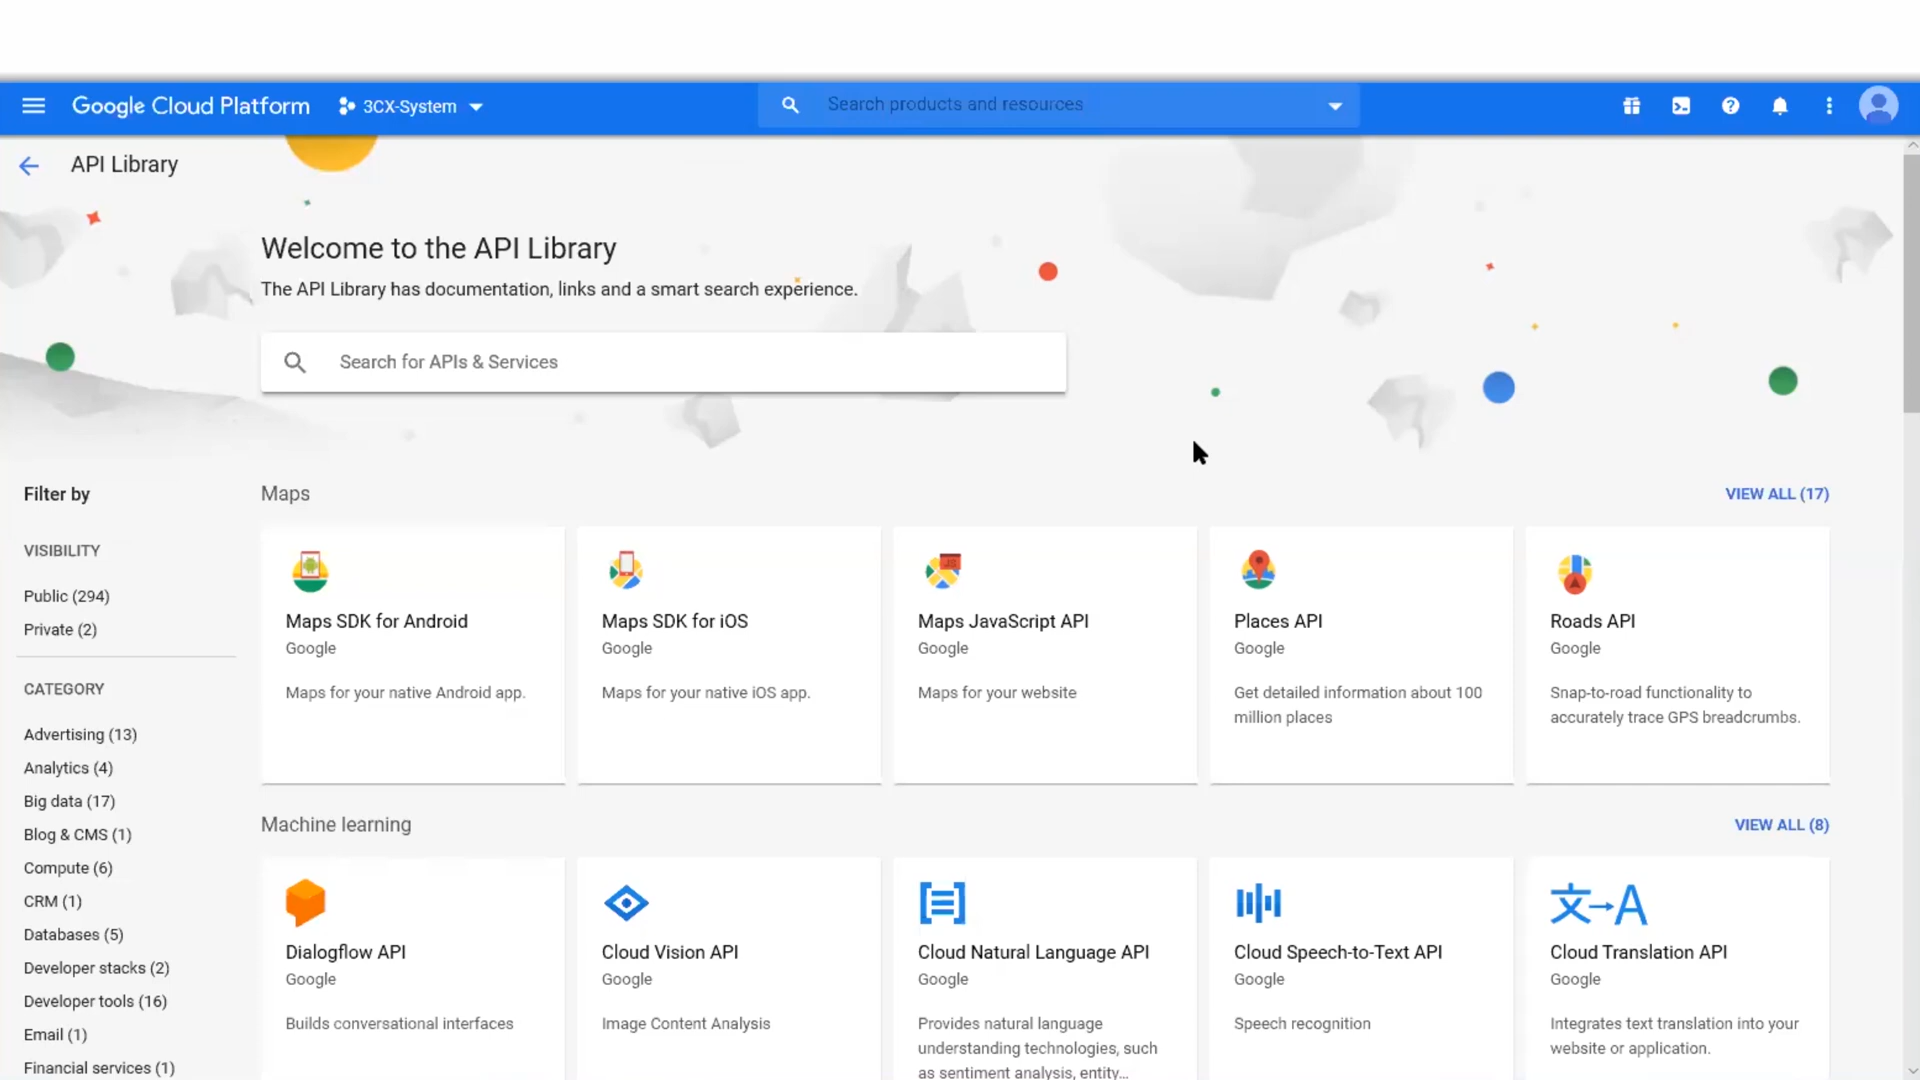 Google Cloud Platform
3CX-System
Search products and resources
API Library
Welcome to the API Library
The API Library has documentation, links and a smart search experience.
Search for APIs & Services
Filter by
VISIBILITY
Public (294)
Private (2)
CATEGORY
Advertising (13)
Analytics (4)
Big data (17)
Blog & CMS (1)
Compute (6)
CRM (1)
Databases (5)
Developer stacks (2)
Developer tools (16)
Email (1)
Financial services (1)
Maps
VIEW ALL (17)
Maps SDK for Android
Google
Maps for your native Android app.
Maps SDK for iOS
Google
Maps for your native iOS app.
JS
Maps JavaScript API
Google
Maps for your website
Places API
Google
Get detailed information about 100
million places
Roads API
Google
Snap-to-road functionality to
accurately trace GPS breadcrumbs.
Machine learning
VIEW ALL (8)
Dialogflow API
Google
Builds conversational interfaces
Cloud Vision API
Google
Image Content Analysis
Cloud Natural Language API
Google
Provides natural language
understanding technologies, such
as sentiment analysis, entity...
Cloud Speech-to-Text API
Google
Speech recognition
文→A
Cloud Translation API
Google
Integrates text translation into your
website or application.